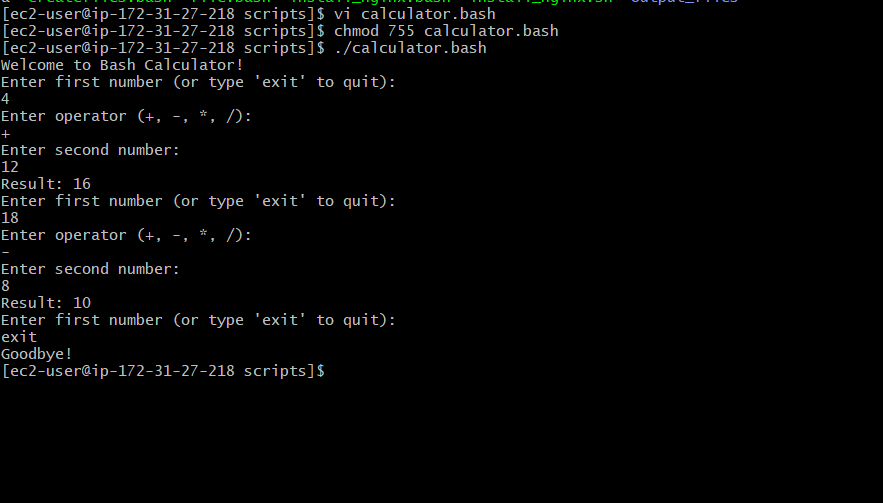 [ec2-user@ip-172-31-27-218 scripts]$ vi calculator.bash
[ec2-user@ip-172-31-27-218 scripts]$ chmod 755 calculator.bash
[ec2-user@ip-172-31-27-218 scripts]$ ./calculator.bash
Welcome to Bash Calculator!
Enter first number (or type 'exit' to quit):
4
Enter operator (+, -, *, /):
+
Enter second number:
12
Result: 16
Enter first number (or type 'exit' to quit):
18
Enter operator (+, -, *, /):
-
Enter second number:
8
Result: 10
Enter first number (or type 'exit' to quit):
exit
Goodbye!
[ec2-user@ip-172-31-27-218 scripts]$